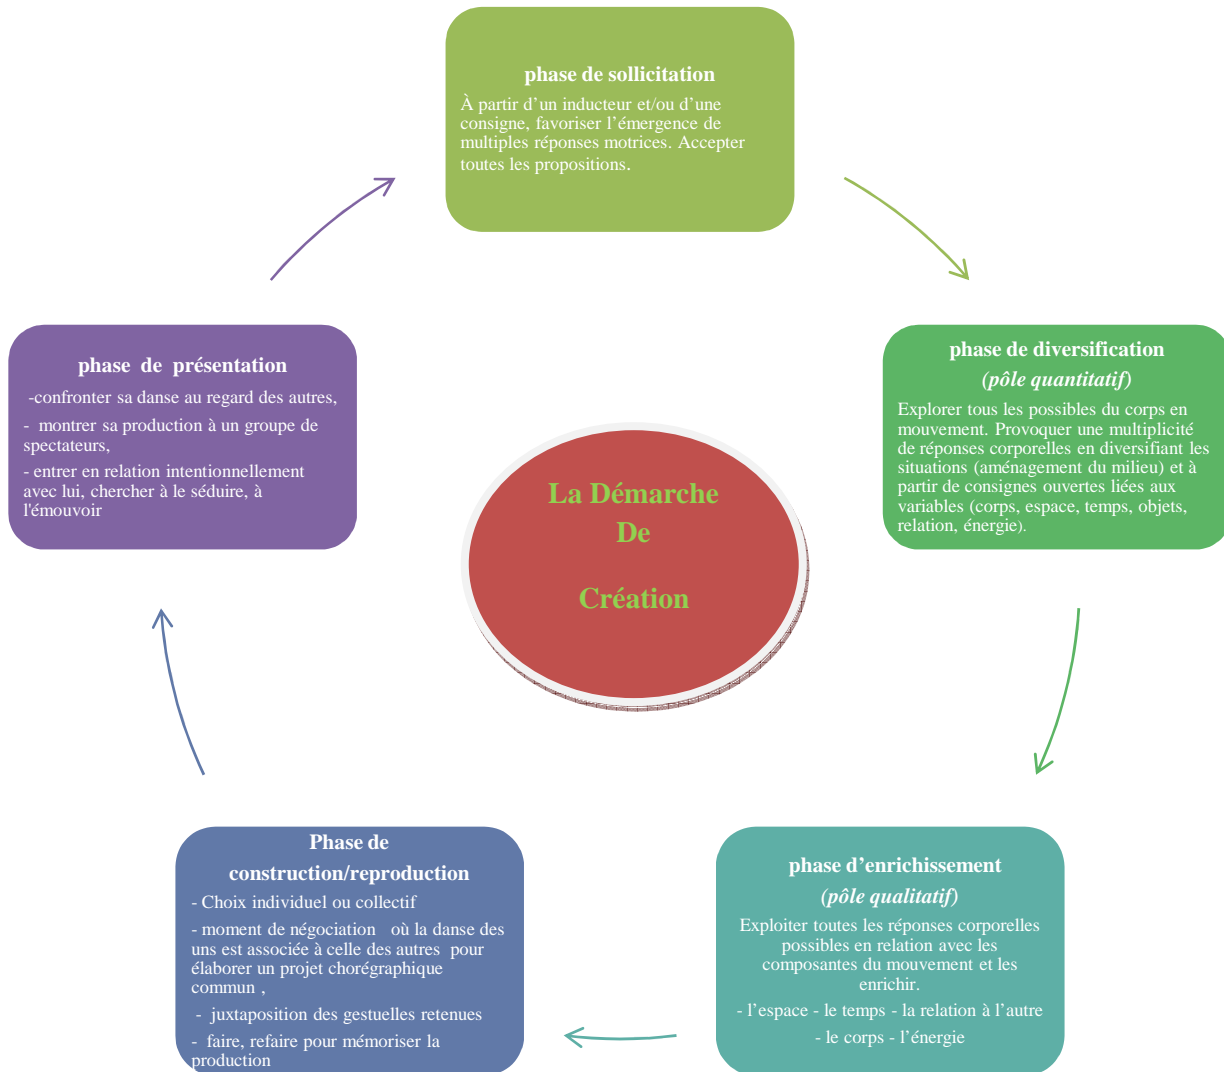 phase de sollicitation
À partir d’un inducteur et/ou d’une
consigne, favoriser l’émergence de
multiples réponses motrices. Accepter
toutes les propositions.
phase de diversification
(pôle quantitatif)
Explorer tous les possibles du corps en
mouvement. Provoquer une multiplicité
de réponses corporelles en diversifiant les
situations (aménagement du milieu) et à
partir de consignes ouvertes liées aux
variables (corps, espace, temps, objets,
relation, énergie).
phase d’enrichissement
(pôle qualitatif)
Exploiter toutes les réponses corporelles
possibles en relation avec les
composantes du mouvement et les
enrichir.
- l’espace - le temps - la relation à l’autre
- le corps - l’énergie
Phase de
construction/reproduction
- Choix individuel ou collectif
- moment de négociation où la danse des
uns est associée à celle des autres pour
élaborer un projet chorégraphique
commun ,
- juxtaposition des gestuelles retenues
- faire, refaire pour mémoriser la
production
phase de présentation
-confronter sa danse au regard des autres,
- montrer sa production à un groupe de
spectateurs,
- entrer en relation intentionnellement
avec lui, chercher à le séduire, à
l'émouvoir
La Démarche
De
Création